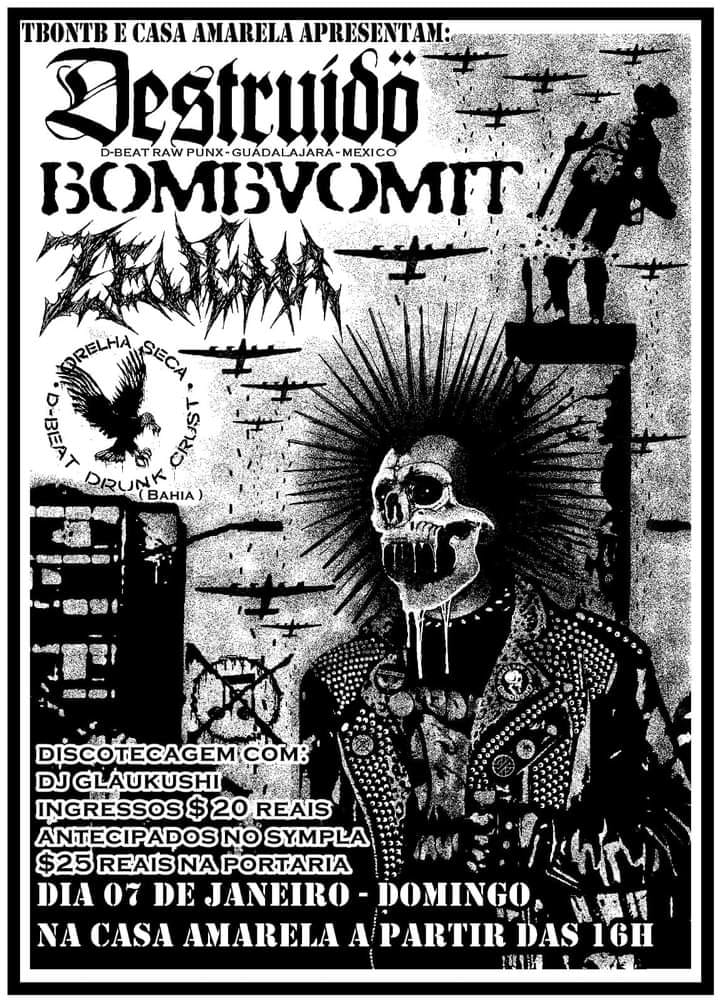 TBONTB E CASA AMARELA APRESENTAM:
Destruidö
D-BEAT RAW PUNX - GUADALAJARA - MEXICO
BOMBVOMIT
ZEUGMA
ORELHA SECA
D-BEAT DRUNK CRUST
(BAHIA)
DISCOTECAGEM COM:
DJ GLAUKUSHI
INGRESSOS $ 20 REAIS
ANTECIPADOS NO SYMPLA
$25 REAIS NA PORTARIA
DIA 07 DE JANEIRO - DOMINGO
NA CASA AMARELA A PARTIR DAS 16H